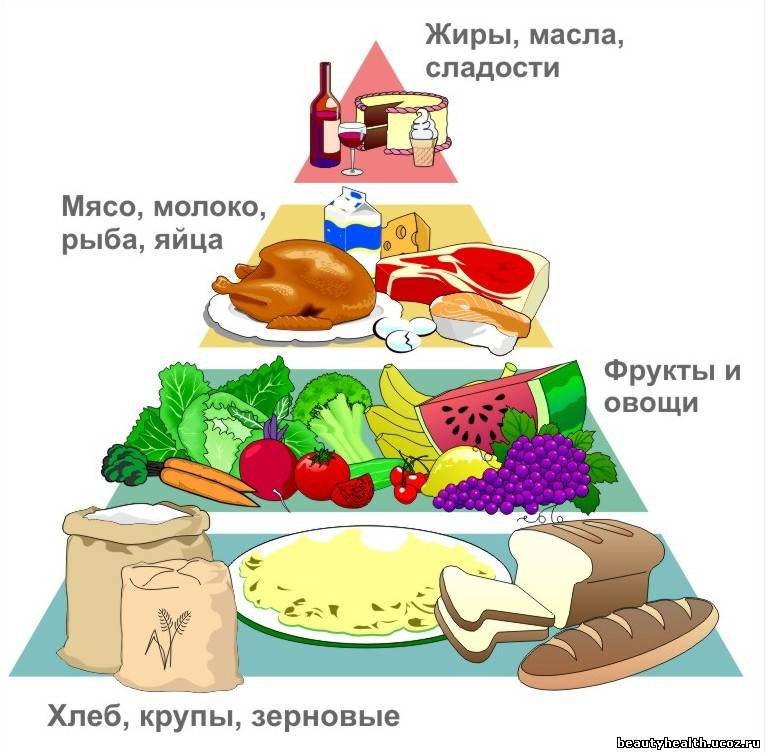 Жиры, масла,
сладости
Мясо, молоко,
рыба, яйца
Фрукты и
овощи
Хлеб, крупы, зерновые
beautyhealth.ucoz.ru